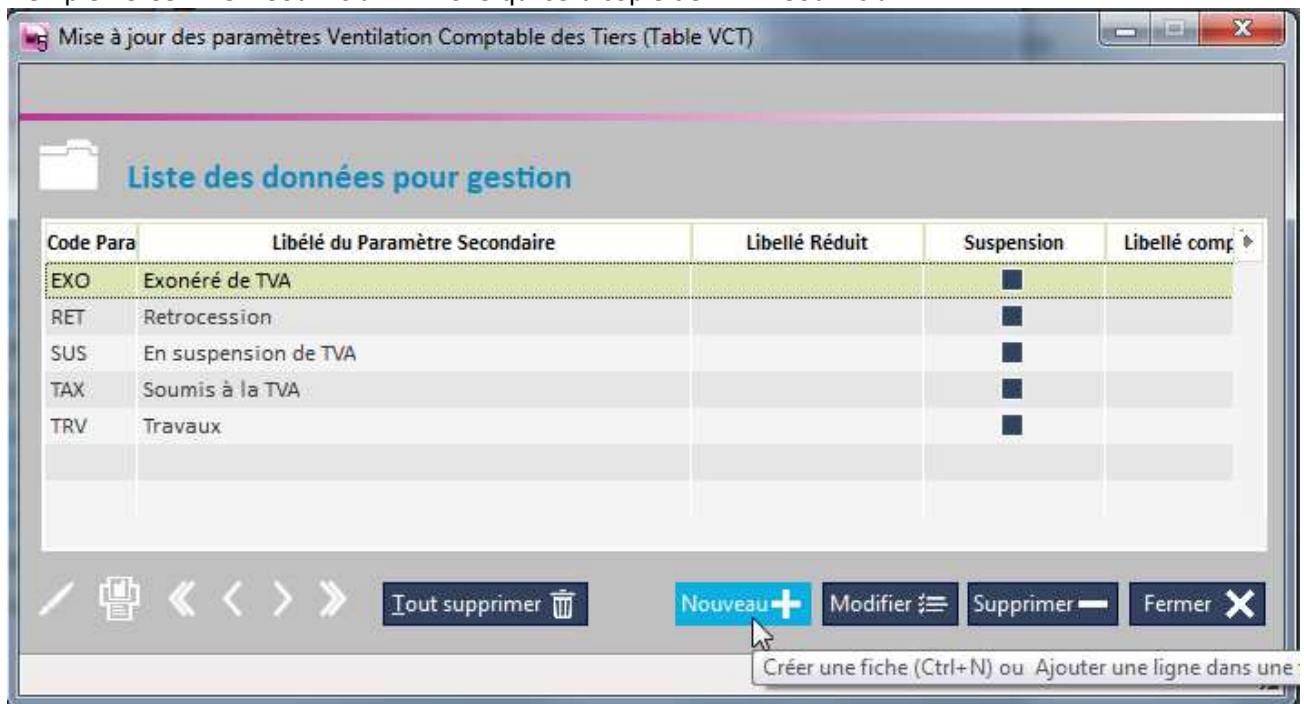 Mise à jour des paramètres Ventilation Comptable des Tiers (Table VCT)
Liste des données pour gestion
Code Para Libélé du Paramètre Secondaire Libellé Réduit Suspension Libellé comp
EXO Exonéré de TVA
RET Retrocession
SUS En suspension de TVA
TAX Soumis à la TVA
TRV Travaux
Tout supprimer Nouveau Modifier Supprimer Fermer
Créer une fiche (Ctrl+N) ou Ajouter une ligne dans une